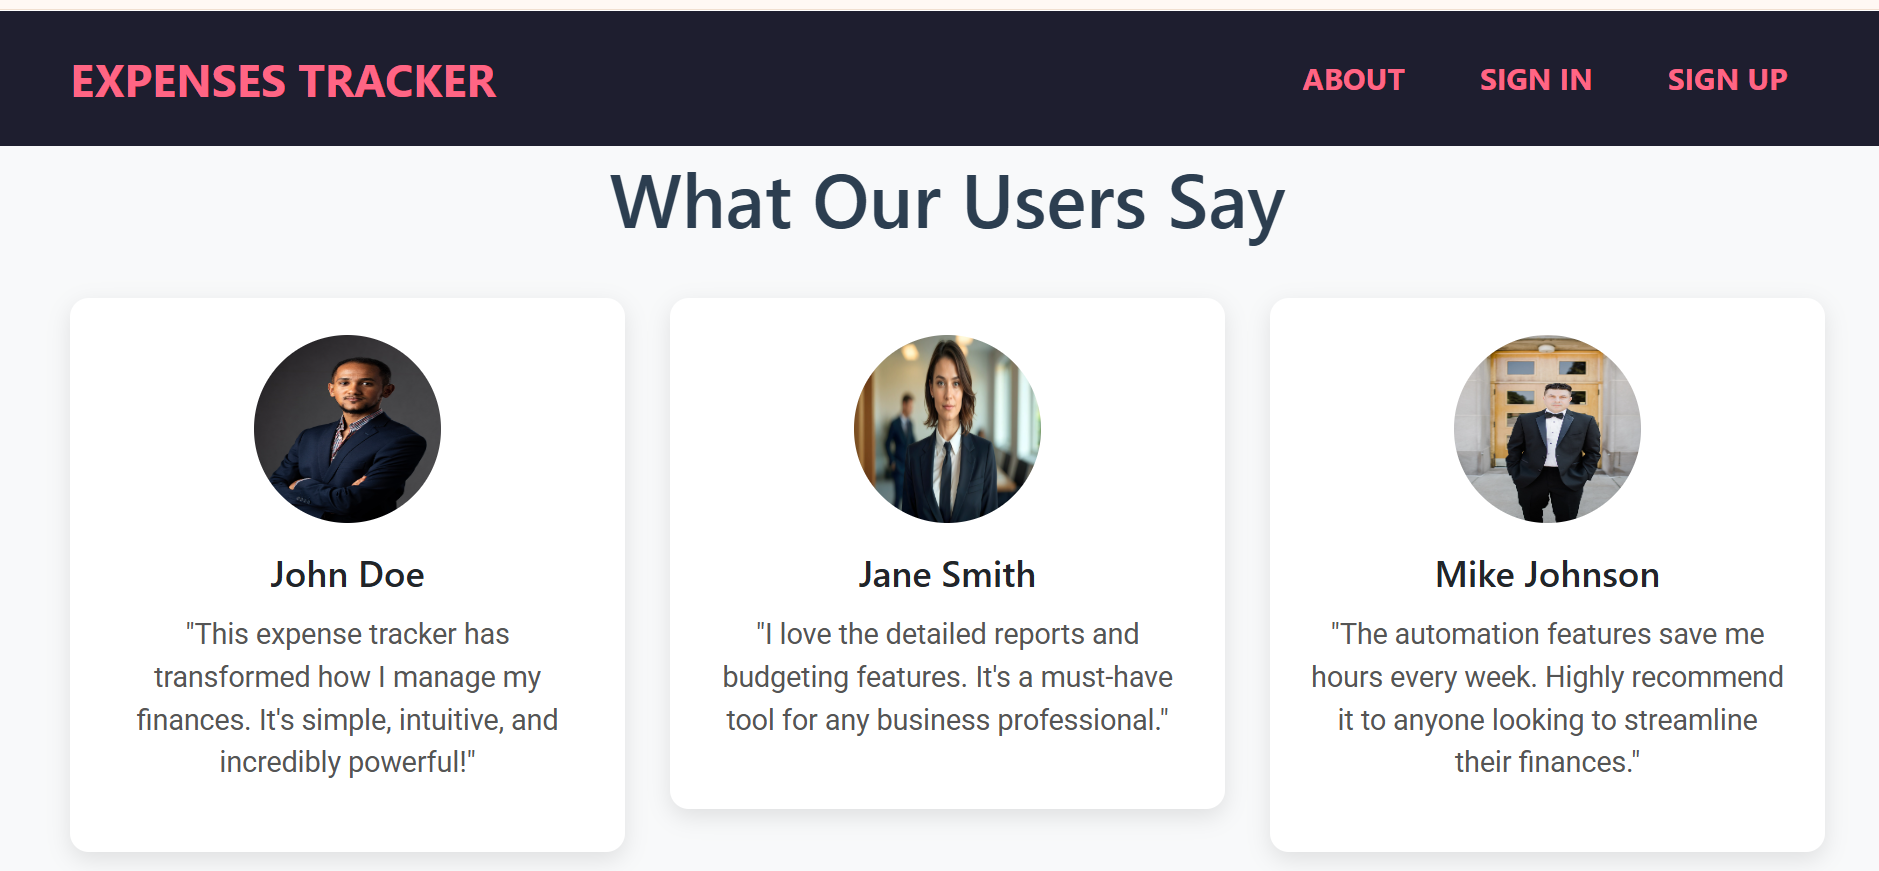 EXPENSES TRACKER
ABOUT SIGN IN SIGN UP
What Our Users Say
John Doe
"This expense tracker has
transformed how I manage my
finances. It's simple, intuitive, and
incredibly powerful!"
Jane Smith
"I love the detailed reports and
budgeting features. It's a must-have
tool for any business professional."
Mike Johnson
"The automation features save me
hours every week. Highly recommend
it to anyone looking to streamline
their finances."